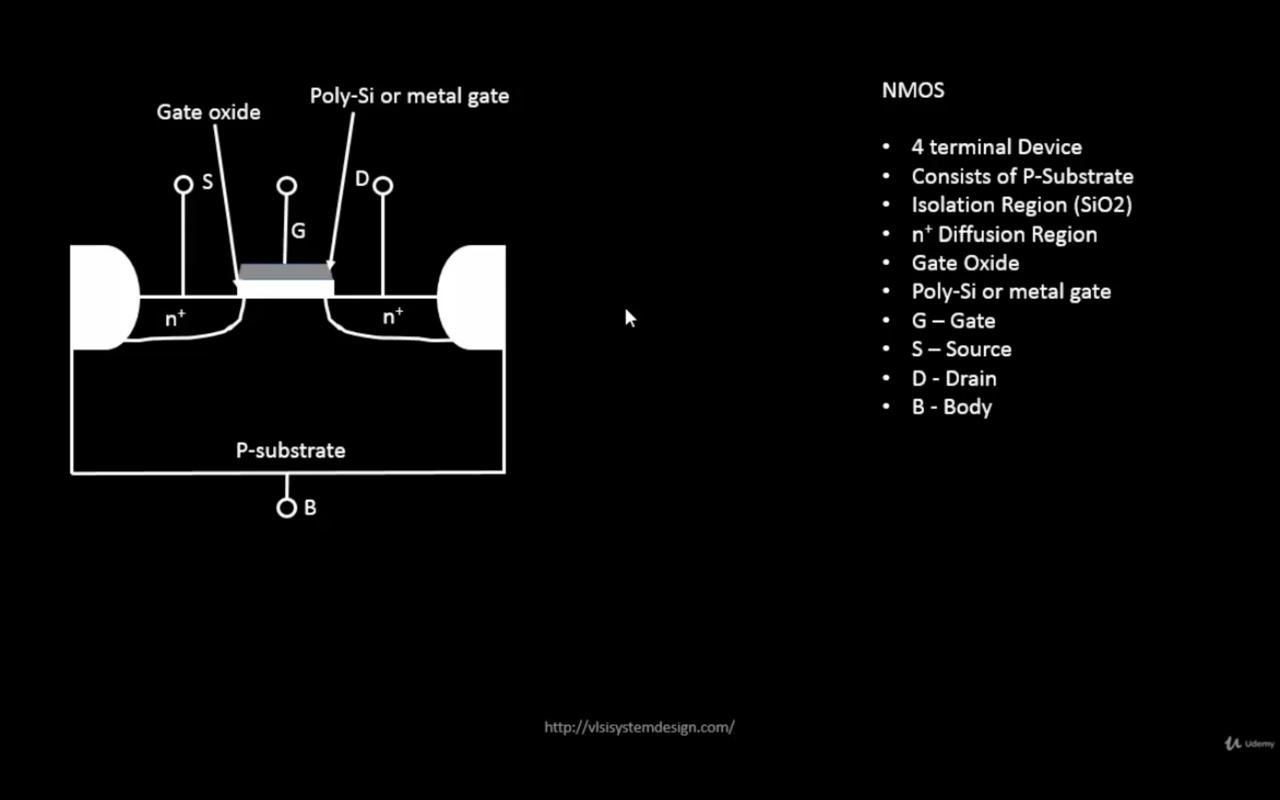 Gate oxide
Poly-Si or metal gate
S
G
D
n⁺
n⁺
P-substrate
B
NMOS
• 4 terminal Device
• Consists of P-Substrate
• Isolation Region (SiO2)
• n⁺ Diffusion Region
• Gate Oxide
• Poly-Si or metal gate
• G – Gate
• S – Source
• D - Drain
• B - Body
http://vlsisystemdesign.com/
Udemy